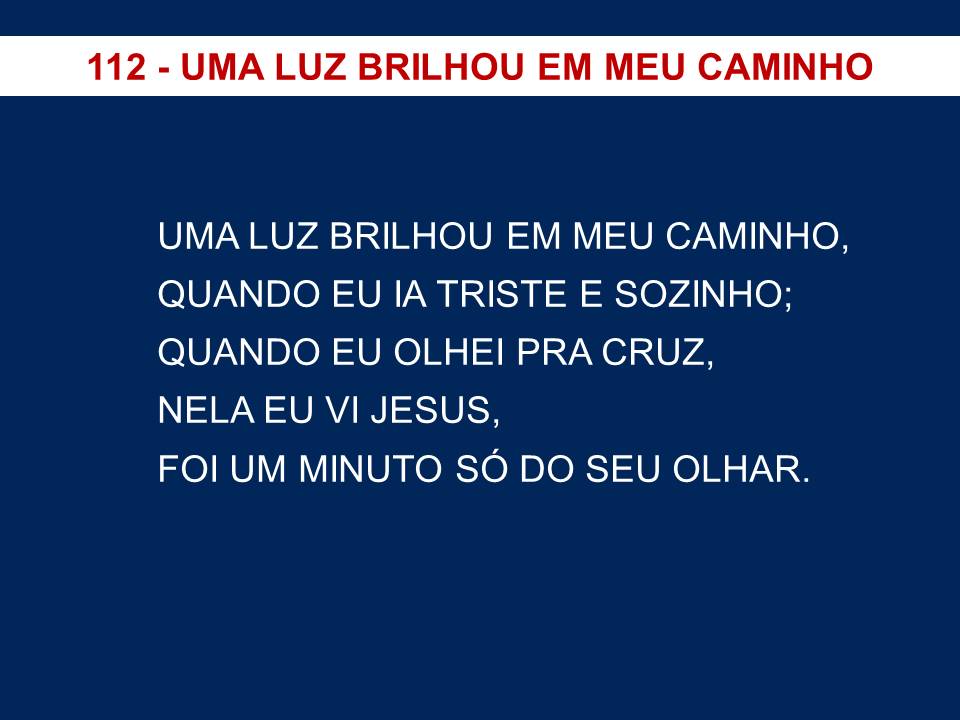 112 - UMA LUZ BRILHOU EM MEU CAMINHO
UMA LUZ BRILHOU EM MEU CAMINHO,
QUANDO EU IA TRISTE E SOZINHO;
QUANDO EU OLHEI PRA CRUZ,
NELA EU VI JESUS,
FOI UM MINUTO SÓ DO SEU OLHAR.